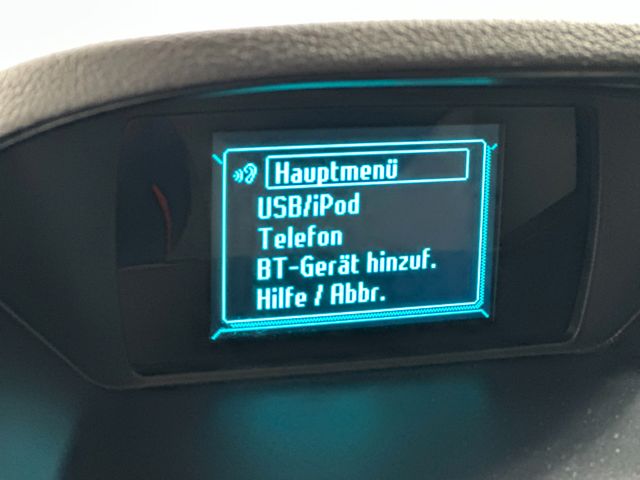 Hauptmenü
USB/iPod
Telefon
BT-Gerät hinzuf.
Hilfe / Abbr.